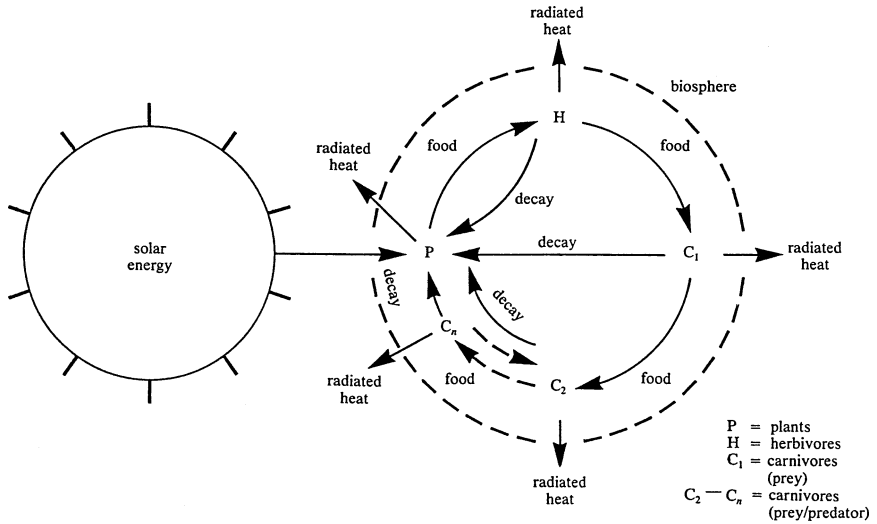 radiated
heat
biosphere
H
radiated
heat
food
food
decay
solar
energy
P
decay
C₁
radiated
heat
decay
decay
Cₙ
radiated
heat
food
C₂
food
radiated
heat
P = plants
H = herbivores
C₁ = carnivores
(prey)
C₂ — Cₙ = carnivores
(prey/predator)